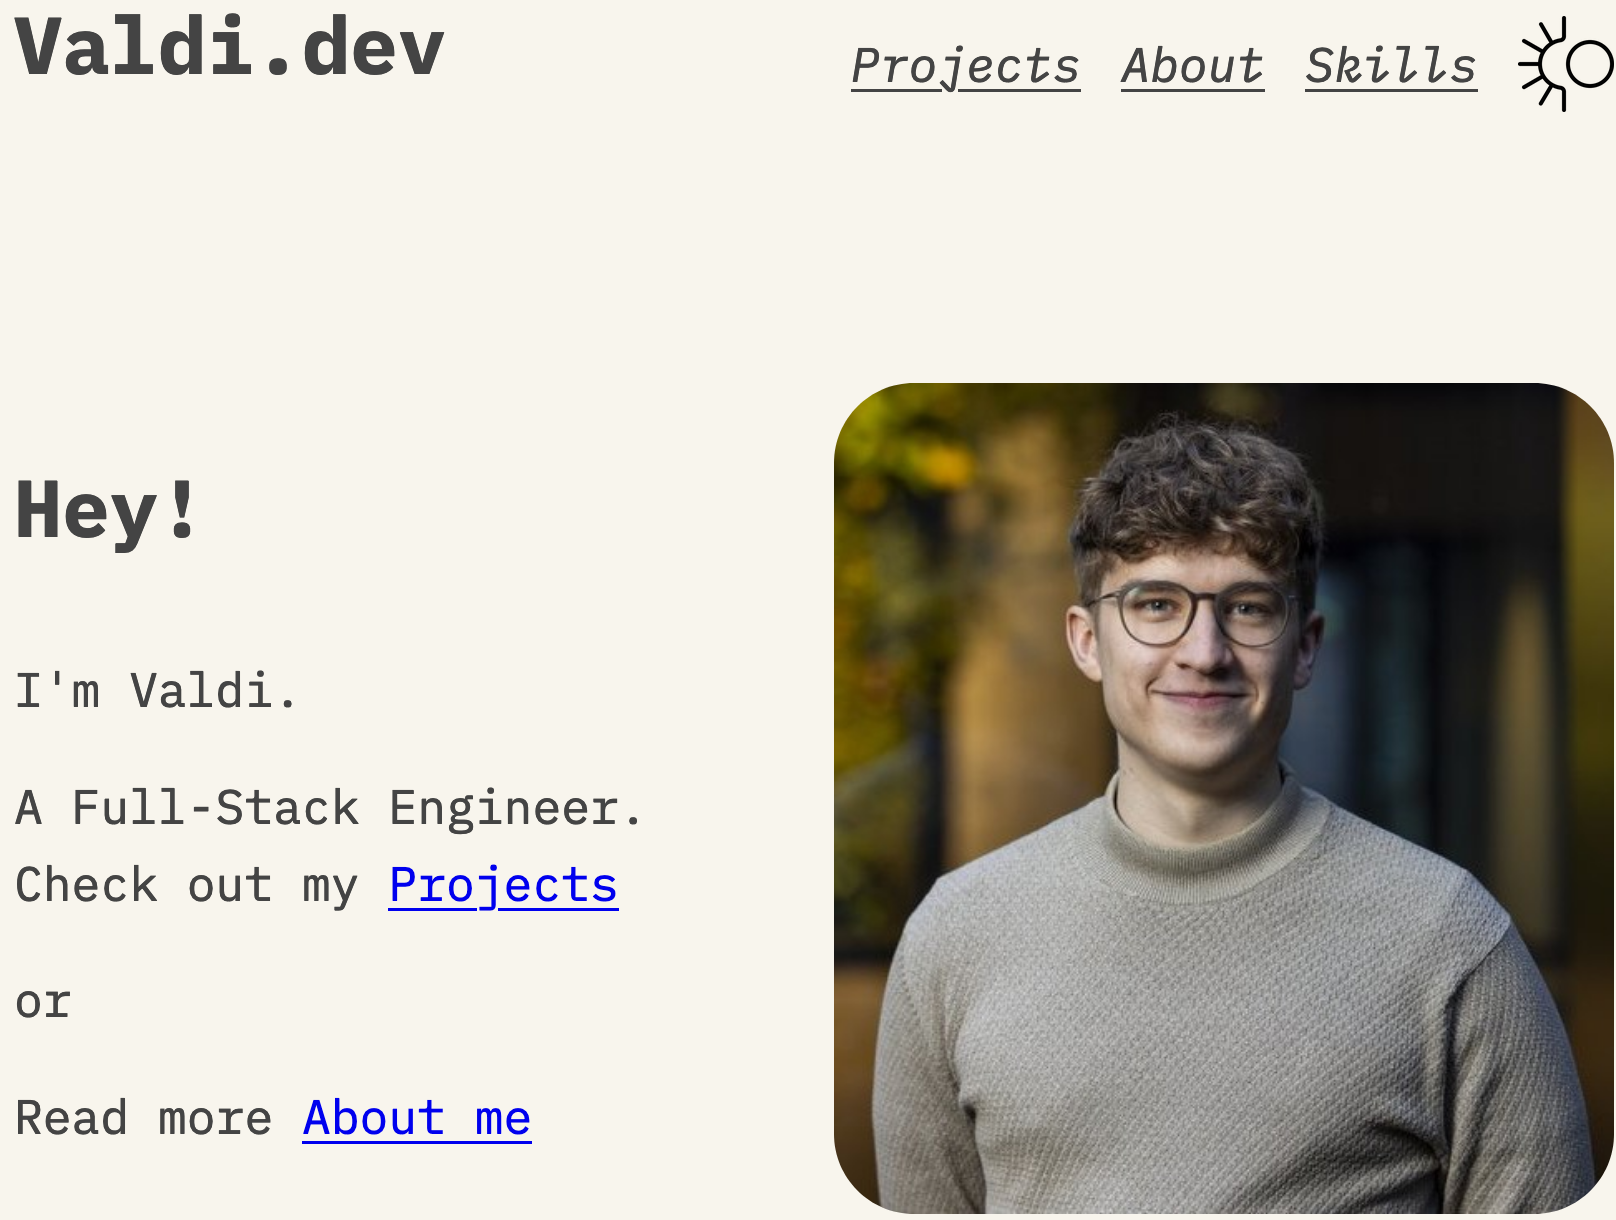 Valdi.dev
Projects About Skills
Hey!
I'm Valdi.
A Full-Stack Engineer.
Check out my Projects
or
Read more About me